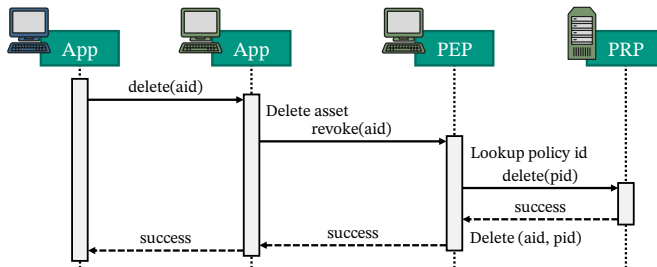 App
App
PEP
PRP
delete(aid)
Delete asset
revoke(aid)
Lookup policy id
delete(pid)
success
success
success
Delete (aid, pid)